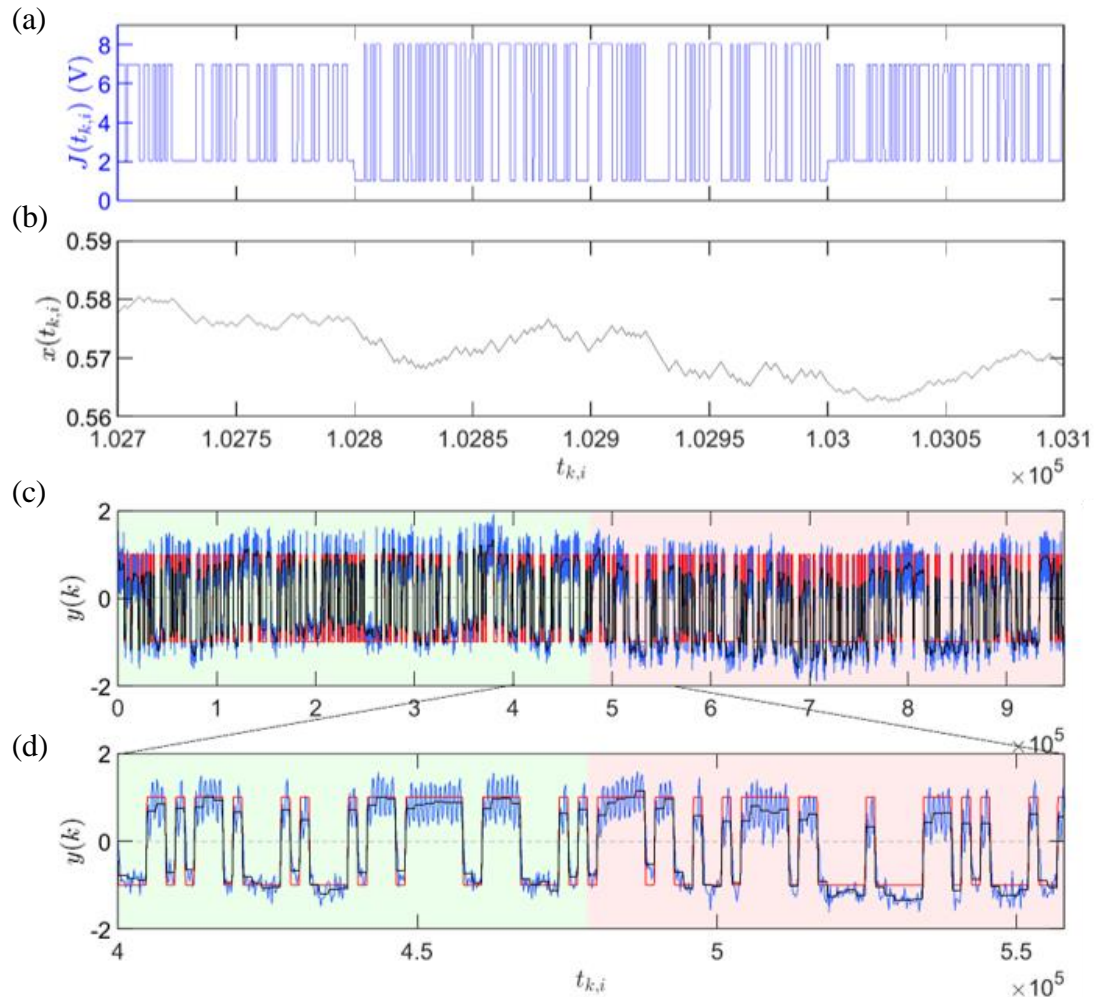 (a)
J(t_{k,i}) (V)
8
6
4
2
0
(b)
x(t_{k,i})
0.59
0.58
0.57
0.56
1.027 1.0275 1.028 1.0285 1.029 1.0295 1.03 1.0305 1.031
t_{k,i}
×10^5
(c)
y(k)
2
0
-2
0 1 2 3 4 5 6 7 8 9
×10^5
(d)
y(k)
2
0
-2
4 4.5 5 5.5
t_{k,i}
×10^5